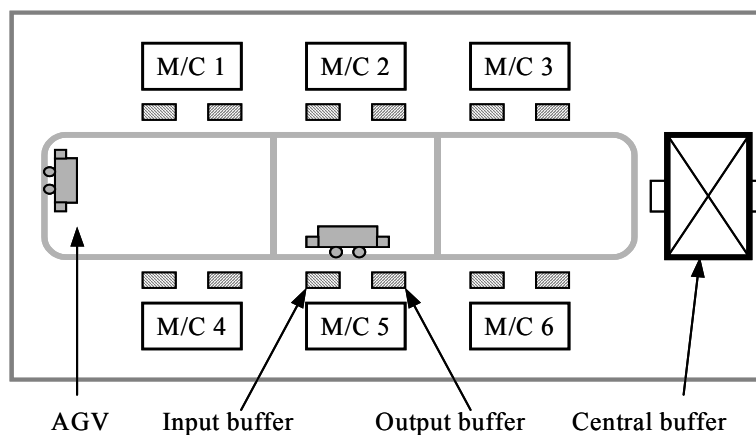 M/C 1
M/C 2
M/C 3
M/C 4
M/C 5
M/C 6
AGV
Input buffer
Output buffer
Central buffer